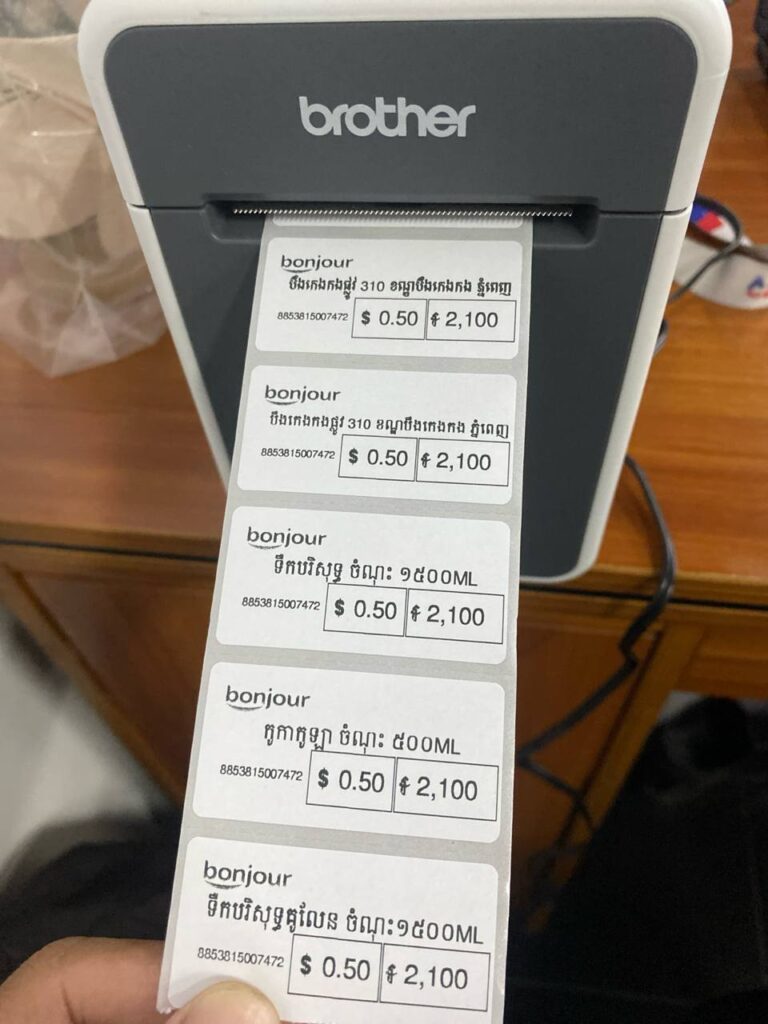 brother
bonjour
បឹងកេងកងផ្លូវ 310 ខណ្ឌបឹងកេងកង ភ្នំពេញ
8853815007472 $ 0.50 ៛ 2,100
bonjour
បឹងកេងកងផ្លូវ 310 ខណ្ឌបឹងកេងកង ភ្នំពេញ
8853815007472 $ 0.50 ៛ 2,100
bonjour
ទឹកបរិសុទ្ធ ចំណុះ ១៥០០ML
8853815007472 $ 0.50 ៛ 2,100
bonjour
កូកាកូឡា ចំណុះ ៥០០ML
8853815007472 $ 0.50 ៛ 2,100
bonjour
ទឹកបរិសុទ្ធគូលែន ចំណុះ១៥០០ML
8853815007472 $ 0.50 ៛ 2,100